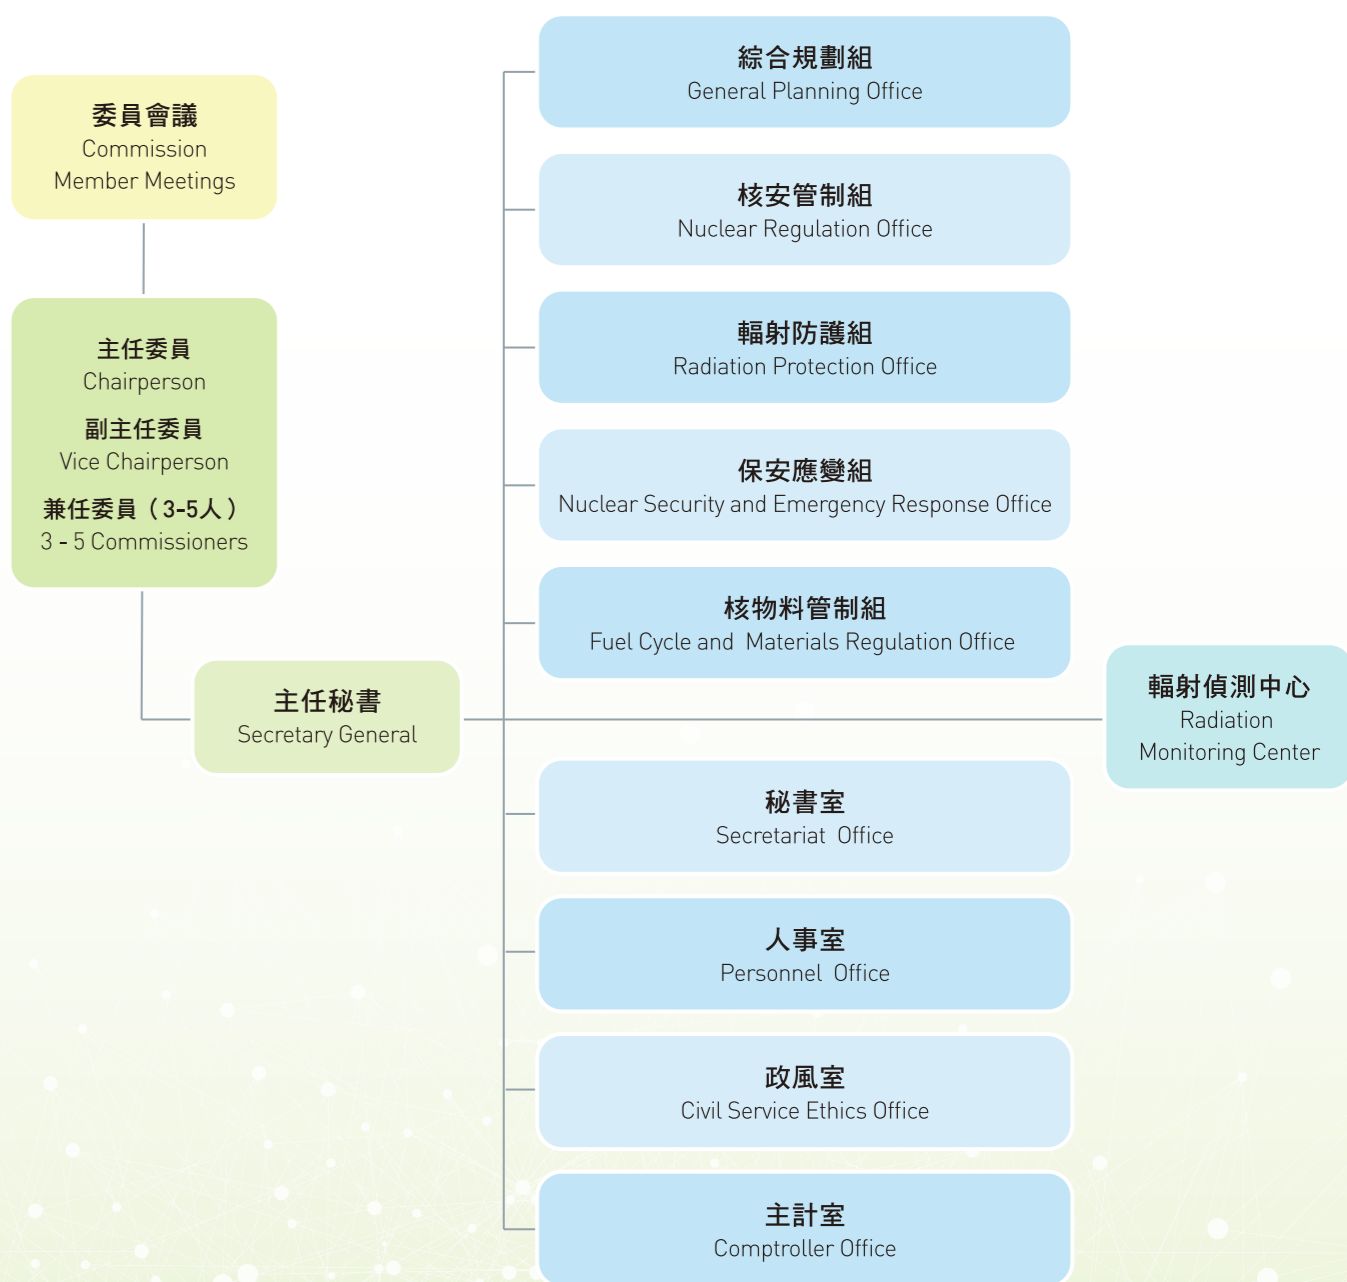 委員會議
Commission
Member Meetings
主任委員
Chairperson
副主任委員
Vice Chairperson
兼任委員（3-5人）
3 - 5 Commissioners
主任秘書
Secretary General
綜合規劃組
General Planning Office
核安管制組
Nuclear Regulation Office
輻射防護組
Radiation Protection Office
保安應變組
Nuclear Security and Emergency Response Office
核物料管制組
Fuel Cycle and Materials Regulation Office
輻射偵測中心
Radiation
Monitoring Center
秘書室
Secretariat Office
人事室
Personnel Office
政風室
Civil Service Ethics Office
主計室
Comptroller Office